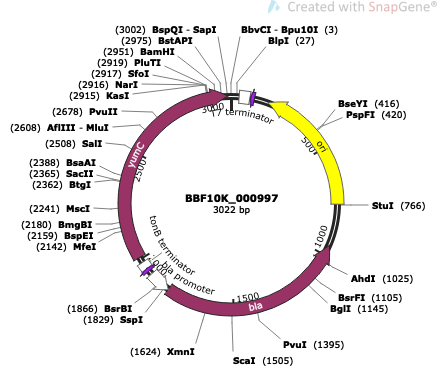 Created with SnapGene®
(3002) BspQI - SapI
(2975) BstAPI
(2951) BamHI
(2919) PluTI
(2917) SfoI
(2916) NarI
(2915) KasI
(2678) PvuII
(2608) AflIII - MluI
(2508) SalI
(2388) BsaAI
(2365) SacII
(2362) BtgI
(2241) MscI
(2180) BmgBI
(2159) BspEI
(2142) MfeI
(1866) BsrBI
(1829) SspI
(1624) XmnI
ScaI (1505)
PvuI (1395)
BglI (1145)
BsrFI (1105)
AhdI (1025)
StuI (766)
PspFI (420)
BseYI (416)
BlpI (27)
BbvCI - Bpu10I (3)
T7 terminator
ori
bla
bla promoter
tonB terminator
yumC
500
1000
1500
2500
3000
BBF10K_000997
3022 bp